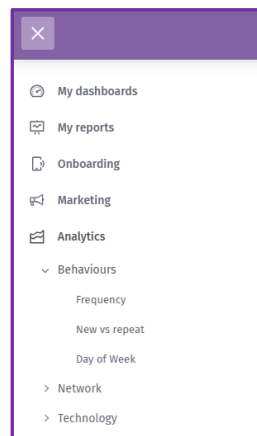 My dashboards
My reports
Onboarding
Marketing
Analytics
Behaviours
Frequency
New vs repeat
Day of Week
Network
Technology